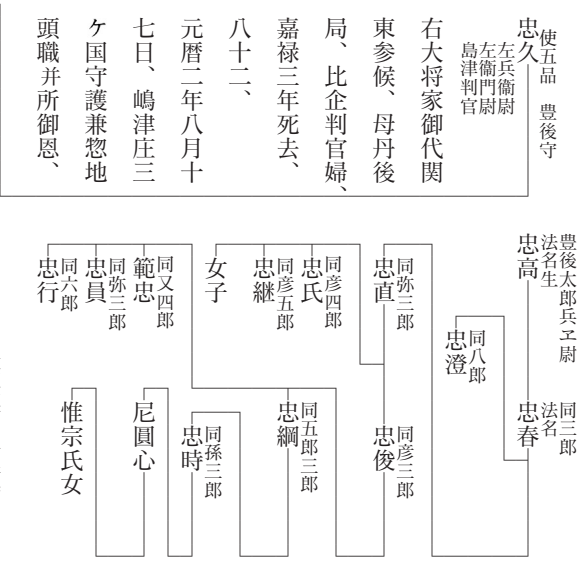 使五品　豊後守
忠久
左兵衞尉
左衞門尉
島津判官
右大将家御代関
東参候、母丹後
局、比企判官婦、
嘉禄三年死去、
八十二、
元暦二年八月十
七日、嶋津庄三
ケ国守護兼惣地
頭職并所御恩、
豊後太郎兵ヱ尉
法名生
忠高
同三郎
法名
忠春
同八郎
忠澄
同弥三郎
忠直
同彦三郎
忠俊
同彦四郎
忠氏
同彦五郎
忠継
女子
同五郎三郎
忠綱
同孫三郎
忠時
同又四郎
範忠
同弥三郎
忠員
同六郎
忠行
尼圓心
惟宗氏女